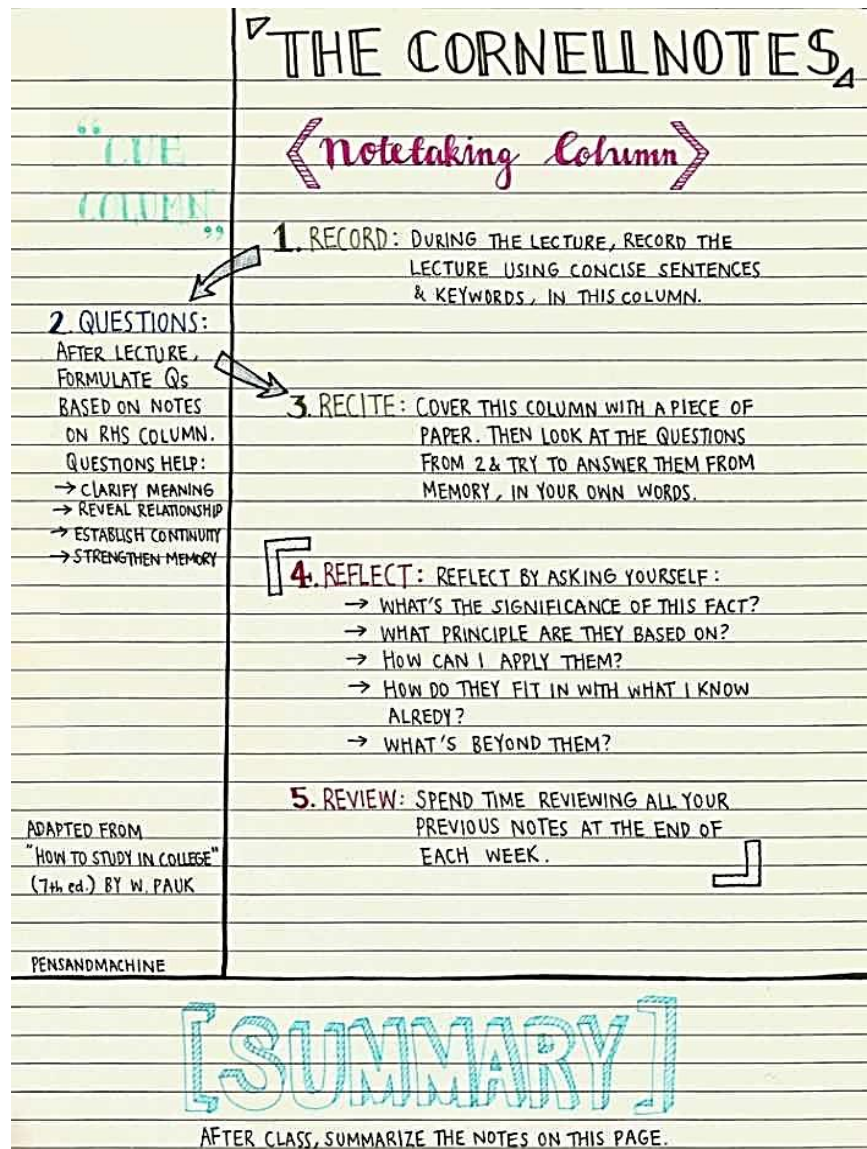 THE CORNELL NOTES
"CUE
COLUMN"
Notetaking Column
1. RECORD: DURING THE LECTURE, RECORD THE
LECTURE USING CONCISE SENTENCES
& KEYWORDS, IN THIS COLUMN.
2. QUESTIONS:
AFTER LECTURE,
FORMULATE Qs
BASED ON NOTES
ON RHS COLUMN.
QUESTIONS HELP:
→ CLARIFY MEANING
→ REVEAL RELATIONSHIP
→ ESTABLISH CONTINUITY
→ STRENGTHEN MEMORY
3. RECITE: COVER THIS COLUMN WITH A PIECE OF
PAPER. THEN LOOK AT THE QUESTIONS
FROM 2 & TRY TO ANSWER THEM FROM
MEMORY, IN YOUR OWN WORDS.
4. REFLECT: REFLECT BY ASKING YOURSELF:
→ WHAT'S THE SIGNIFICANCE OF THIS FACT?
→ WHAT PRINCIPLE ARE THEY BASED ON?
→ HOW CAN I APPLY THEM?
→ HOW DO THEY FIT IN WITH WHAT I KNOW
ALREDY?
→ WHAT'S BEYOND THEM?
5. REVIEW: SPEND TIME REVIEWING ALL YOUR
PREVIOUS NOTES AT THE END OF
EACH WEEK.
ADAPTED FROM
"HOW TO STUDY IN COLLEGE"
(7th ed.) BY W. PAUK
PENSANDMACHINE
[SUMMARY]
AFTER CLASS, SUMMARIZE THE NOTES ON THIS PAGE.